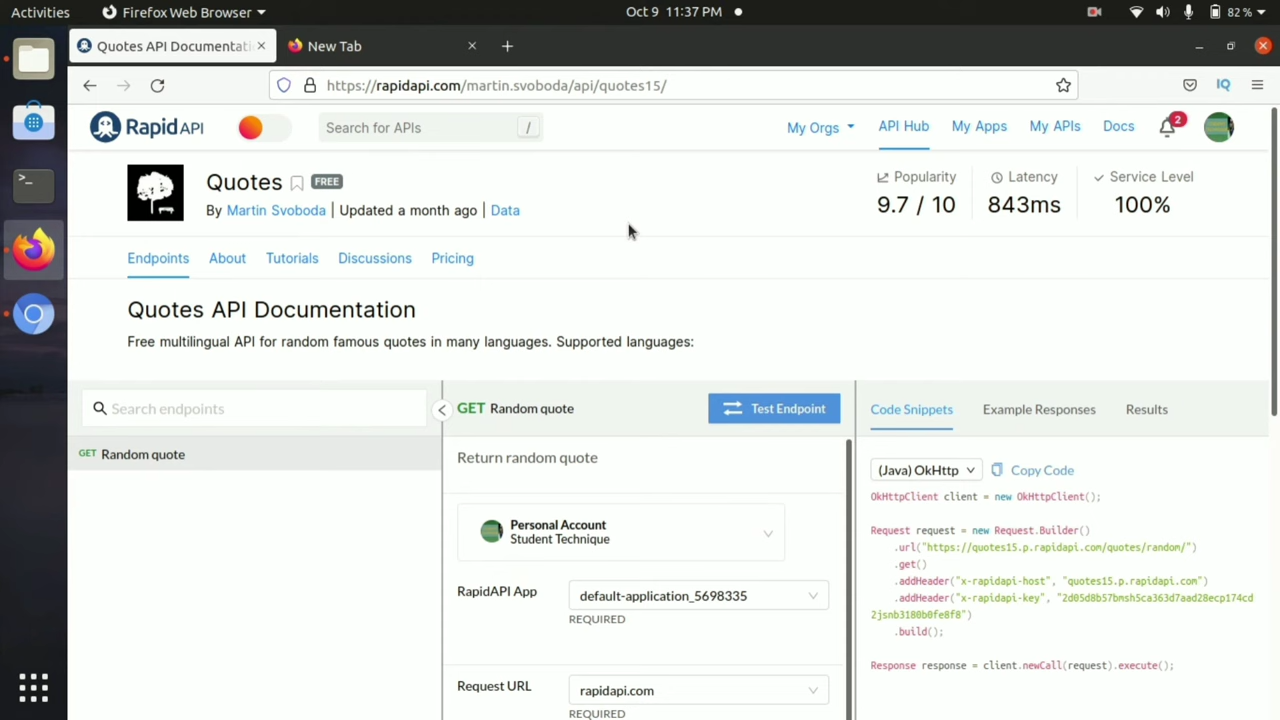 Activities
Firefox Web Browser
Oct 9 11:37 PM
82 %
Quotes API Documentati
New Tab
https://rapidapi.com/martin.svoboda/api/quotes15/
IQ
Rapid API
Search for APIs
/
My Orgs
API Hub
My Apps
My APIs
Docs
2
Quotes
FREE
By Martin Svoboda | Updated a month ago | Data
Popularity
9.7 / 10
Latency
843ms
Service Level
100%
Endpoints
About
Tutorials
Discussions
Pricing
Quotes API Documentation
Free multilingual API for random famous quotes in many languages. Supported languages:
Search endpoints
GET Random quote
GET Random quote
Test Endpoint
Return random quote
Personal Account
Student Technique
RapidAPI App
default-application_5698335
REQUIRED
Request URL
rapidapi.com
REQUIRED
Code Snippets
Example Responses
Results
(Java) OkHttp
Copy Code
OkHttpClient client = new OkHttpClient();
Request request = new Request.Builder()
.url("https://quotes15.p.rapidapi.com/quotes/random/")
.get()
.addHeader("x-rapidapi-host", "quotes15.p.rapidapi.com")
.addHeader("x-rapidapi-key", "2d05d8b57bmsh5ca363d7aad28ecp174cd
2jsnb3180b0fe8f8")
.build();
Response response = client.newCall(request).execute();